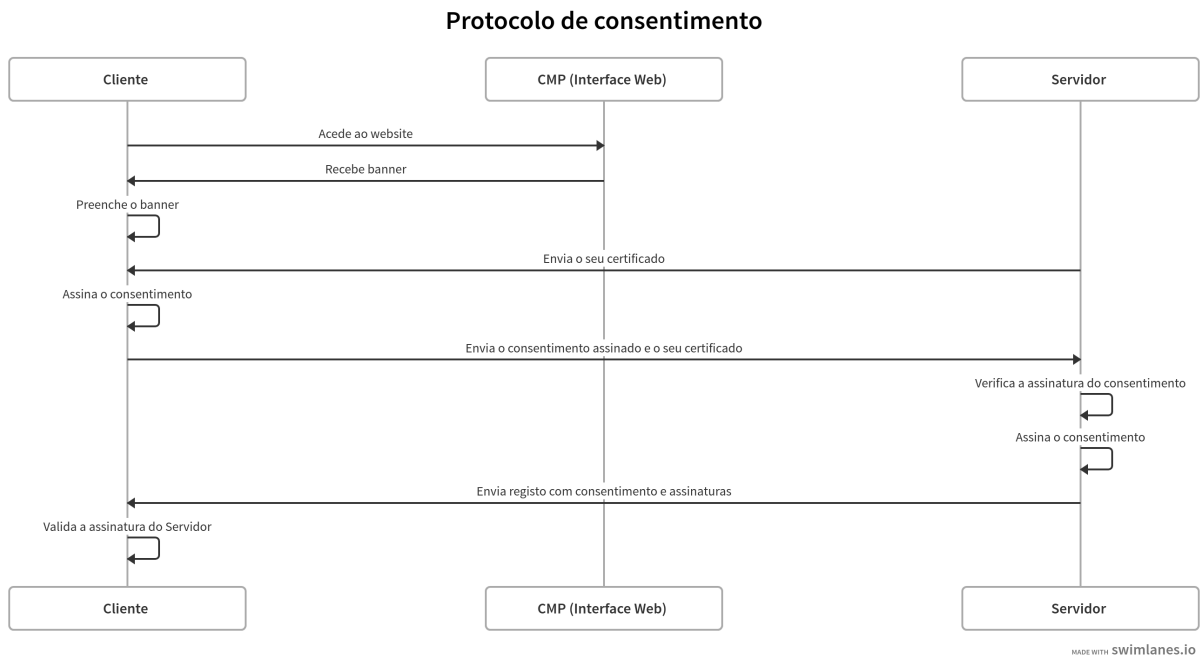 Protocolo de consentimento
Cliente
CMP (Interface Web)
Servidor
Acede ao website
Recebe banner
Preenche o banner
Envia o seu certificado
Assina o consentimento
Envia o consentimento assinado e o seu certificado
Verifica a assinatura do consentimento
Assina o consentimento
Envia registo com consentimento e assinaturas
Valida a assinatura do Servidor
Cliente
CMP (Interface Web)
Servidor
MADE WITH swimlanes.io